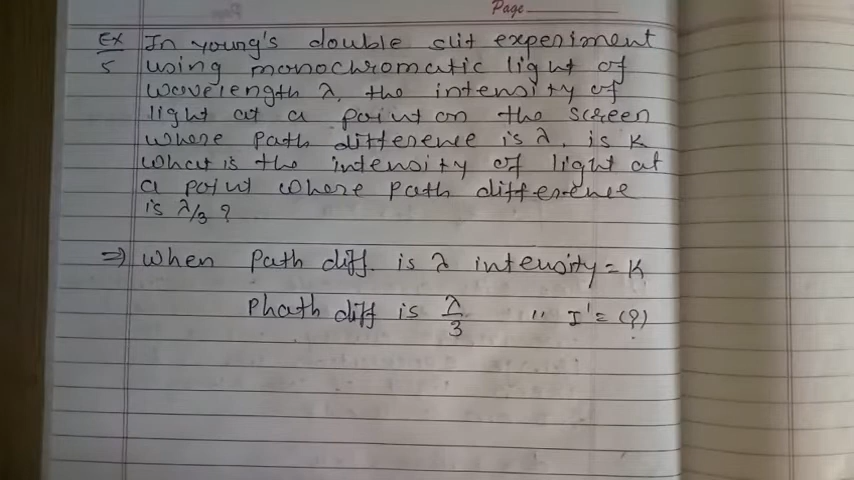 Page
Ex In young's double slit experiment
5 using monochromatic light of
wavelength λ, the intensity of
light at a point on the screen
where path difference is λ, is K
What is the intensity of light at
a point where path difference
is λ/3 ?
⇒ When path diff. is λ intensity = K
Phath diff is λ/3 " I' = (?)